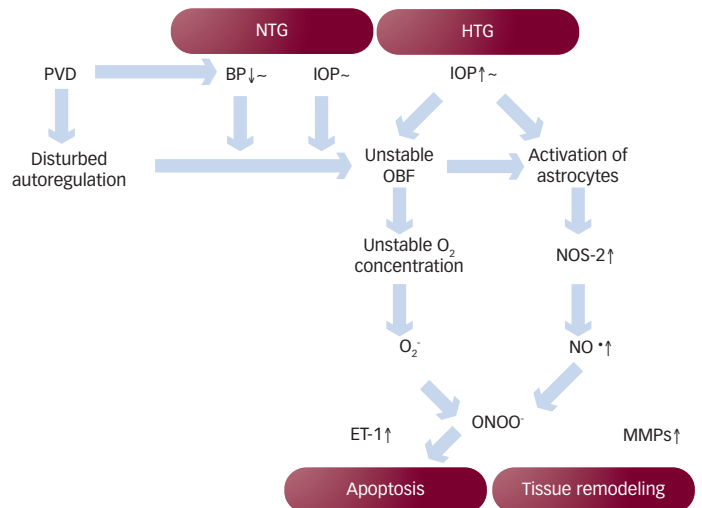 NTG
HTG
PVD
BP↓~
IOP~
IOP↑~
Disturbed
autoregulation
Unstable
OBF
Activation of
astrocytes
Unstable O₂
concentration
NOS-2↑
O₂⁻
NO •↑
ET-1↑
ONOO⁻
MMPs↑
Apoptosis
Tissue remodeling